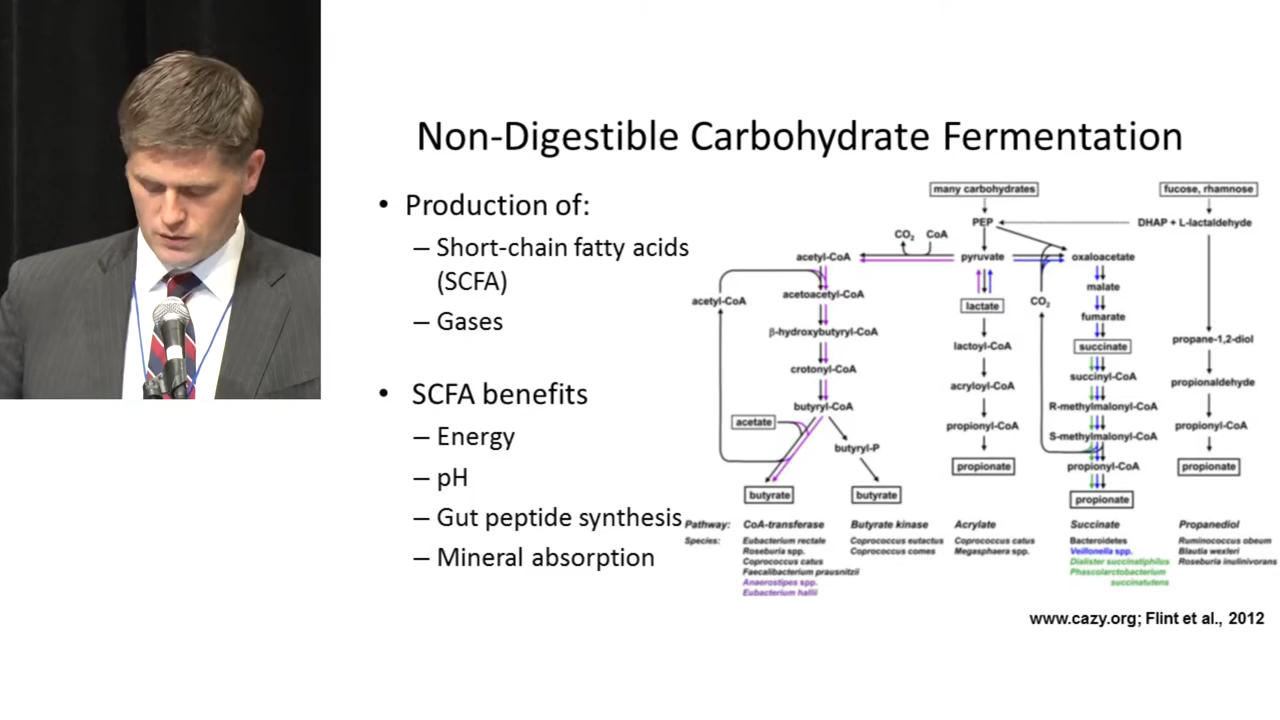 Non-Digestible Carbohydrate Fermentation
• Production of:
– Short-chain fatty acids
(SCFA)
– Gases
• SCFA benefits
– Energy
– pH
– Gut peptide synthesis
– Mineral absorption
many carbohydrates
fucose, rhamnose
PEP
DHAP + L-lactaldehyde
CO2 CoA
acetyl-CoA
pyruvate
oxaloacetate
acetyl-CoA
acetoacetyl-CoA
lactate
CO2
malate
β-hydroxybutyryl-CoA
fumarate
lactoyl-CoA
succinate
propane-1,2-diol
crotonyl-CoA
acryloyl-CoA
succinyl-CoA
propionaldehyde
butyryl-CoA
R-methylmalonyl-CoA
acetate
propionyl-CoA
S-methylmalonyl-CoA
propionyl-CoA
butyryl-P
propionate
propionyl-CoA
propionate
butyrate
butyrate
propionate
Pathway: CoA-transferase Butyrate kinase Acrylate Succinate Propanediol
Species: Eubacterium rectale Coprococcus eutactus Coprococcus catus Bacteroidetes Ruminococcus obeum
Roseburia spp. Coprococcus comes Megasphaera spp. Veillonella spp. Blautia wexleri
Coprococcus catus Dialister succinatiphilus Roseburia inulinivorans
Faecalibacterium prausnitzii Phascolarctobacterium
Anaerostipes spp. succinatutens
Eubacterium hallii
www.cazy.org; Flint et al., 2012